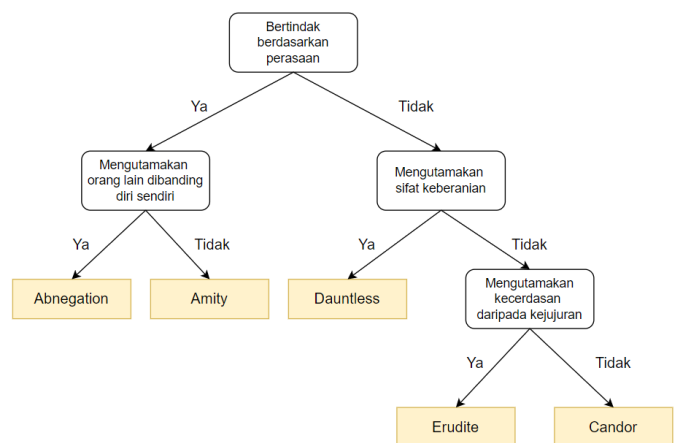 Bertindak
berdasarkan
perasaan
Ya
Tidak
Mengutamakan
orang lain dibanding
diri sendiri
Mengutamakan
sifat keberanian
Ya
Tidak
Ya
Tidak
Abnegation
Amity
Dauntless
Mengutamakan
kecerdasan
daripada kejujuran
Ya
Tidak
Erudite
Candor